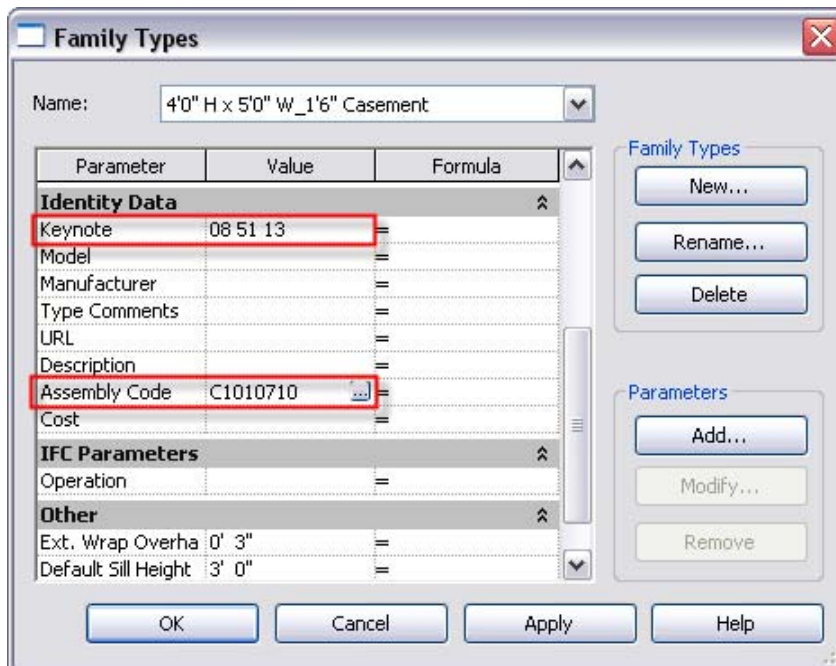 Family Types
Name: 4'0" H x 5'0" W_1'6" Casement
Parameter Value Formula
Identity Data
Keynote 08 51 13 =
Model =
Manufacturer =
Type Comments =
URL =
Description =
Assembly Code C1010710 ... =
Cost =
IFC Parameters
Operation =
Other
Ext. Wrap Overha 0' 3" =
Default Sill Height 3' 0" =
Family Types
New...
Rename...
Delete
Parameters
Add...
Modify...
Remove
OK Cancel Apply Help